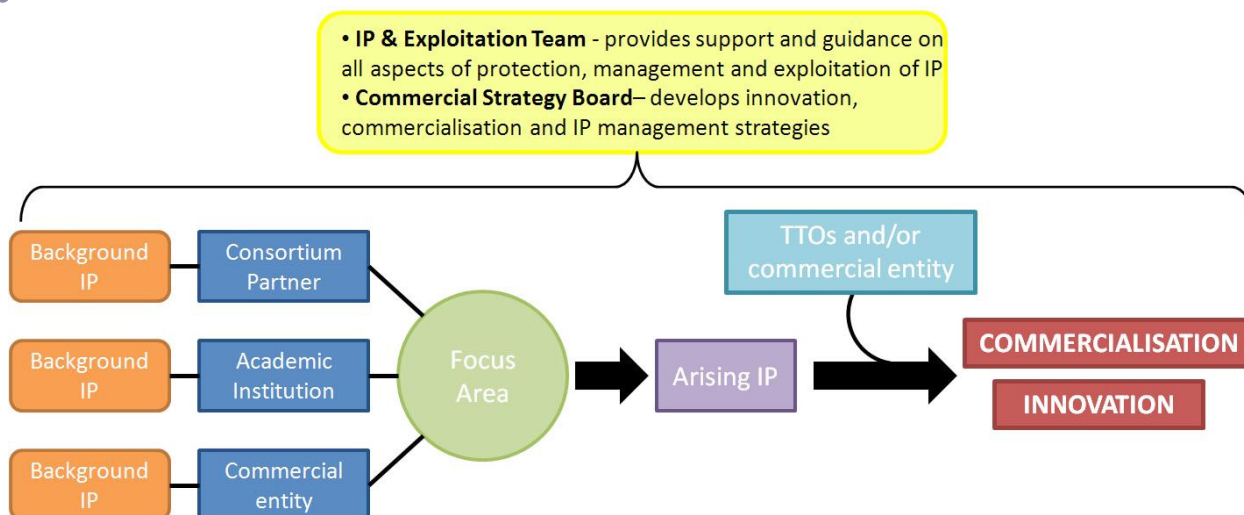 • IP & Exploitation Team - provides support and guidance on
all aspects of protection, management and exploitation of IP
• Commercial Strategy Board– develops innovation,
commercialisation and IP management strategies
Background
IP
Consortium
Partner
Background
IP
Academic
Institution
Background
IP
Commercial
entity
Focus
Area
Arising IP
TTOs and/or
commercial entity
COMMERCIALISATION
INNOVATION